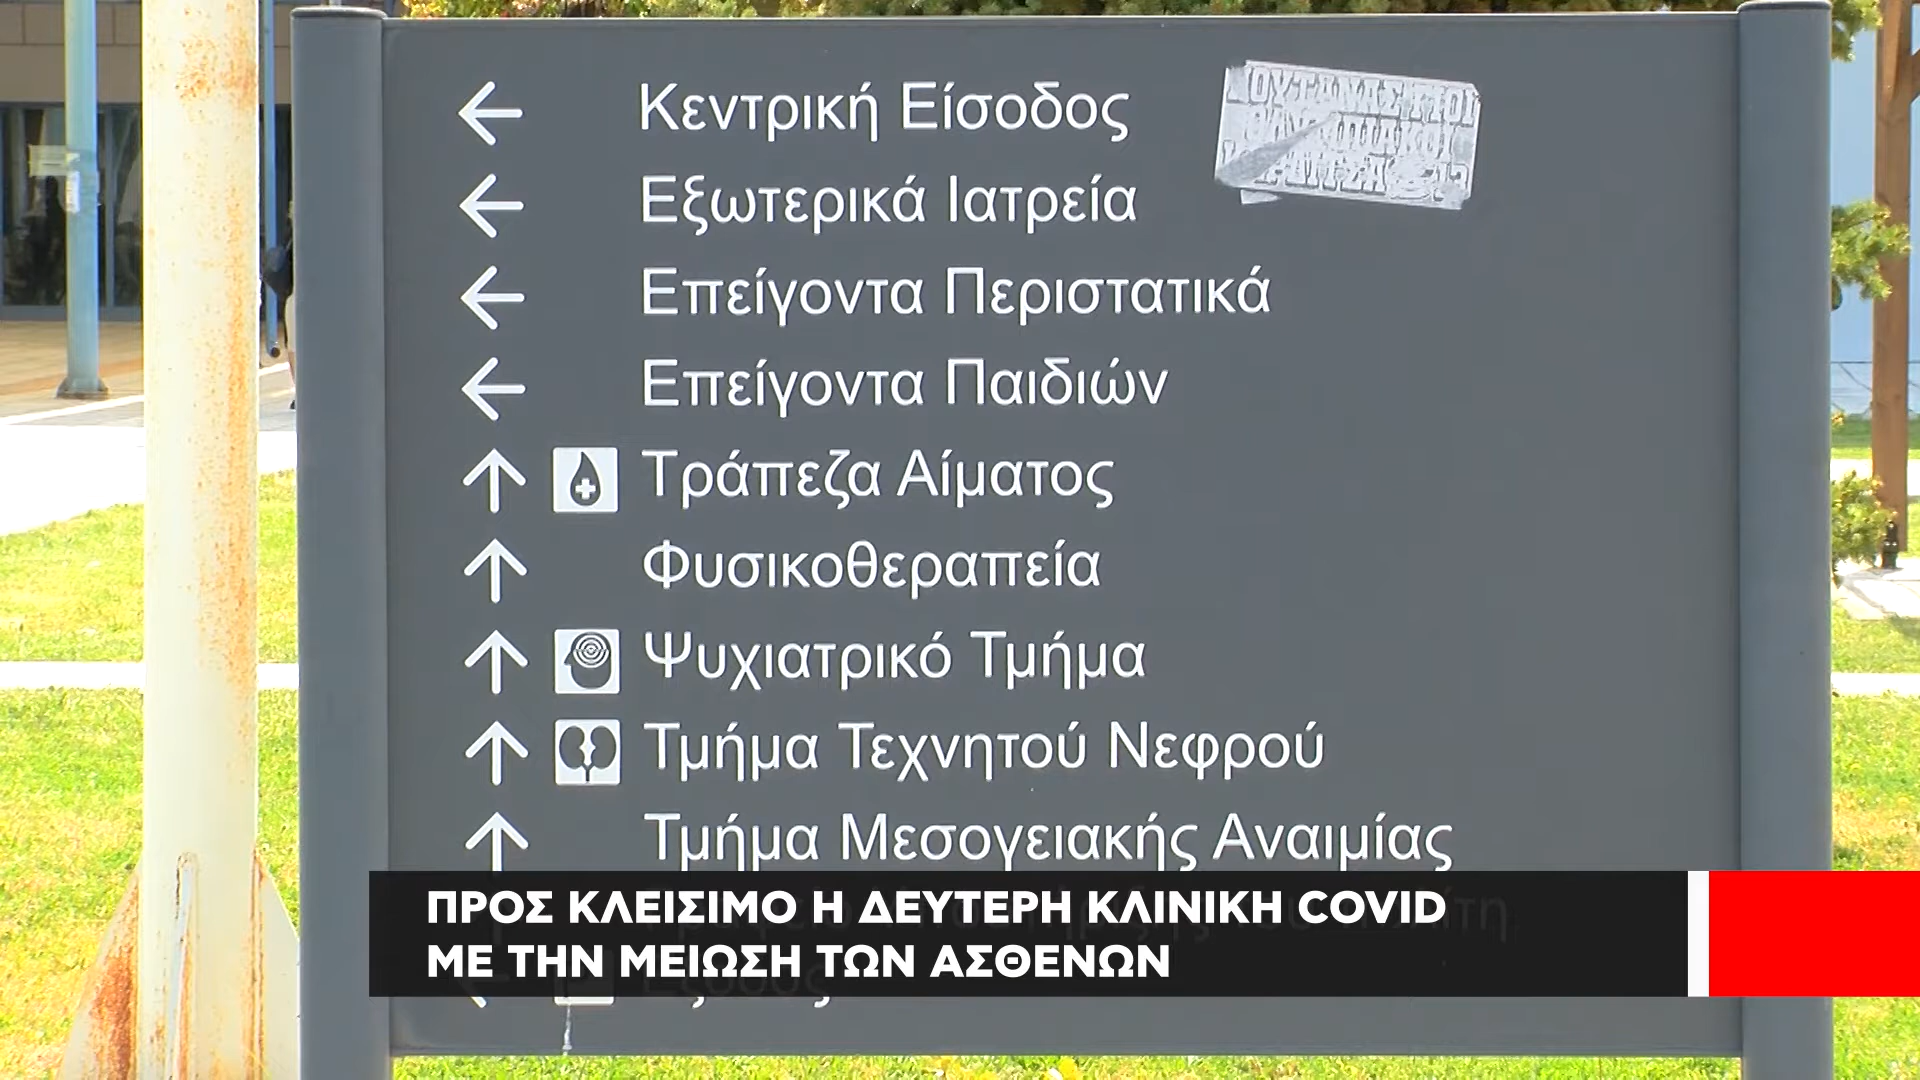 Κεντρική Είσοδος
Εξωτερικά Ιατρεία
Επείγοντα Περιστατικά
Επείγοντα Παιδιών
Τράπεζα Αίματος
Φυσικοθεραπεία
Ψυχιατρικό Τμήμα
Τμήμα Τεχνητού Νεφρού
Τμήμα Μεσογειακής Αναιμίας
ΠΡΟΣ ΚΛΕΙΣΙΜΟ Η ΔΕΥΤΕΡΗ ΚΛΙΝΙΚΗ COVID
ΜΕ ΤΗΝ ΜΕΙΩΣΗ ΤΩΝ ΑΣΘΕΝΩΝ
Έξοδος